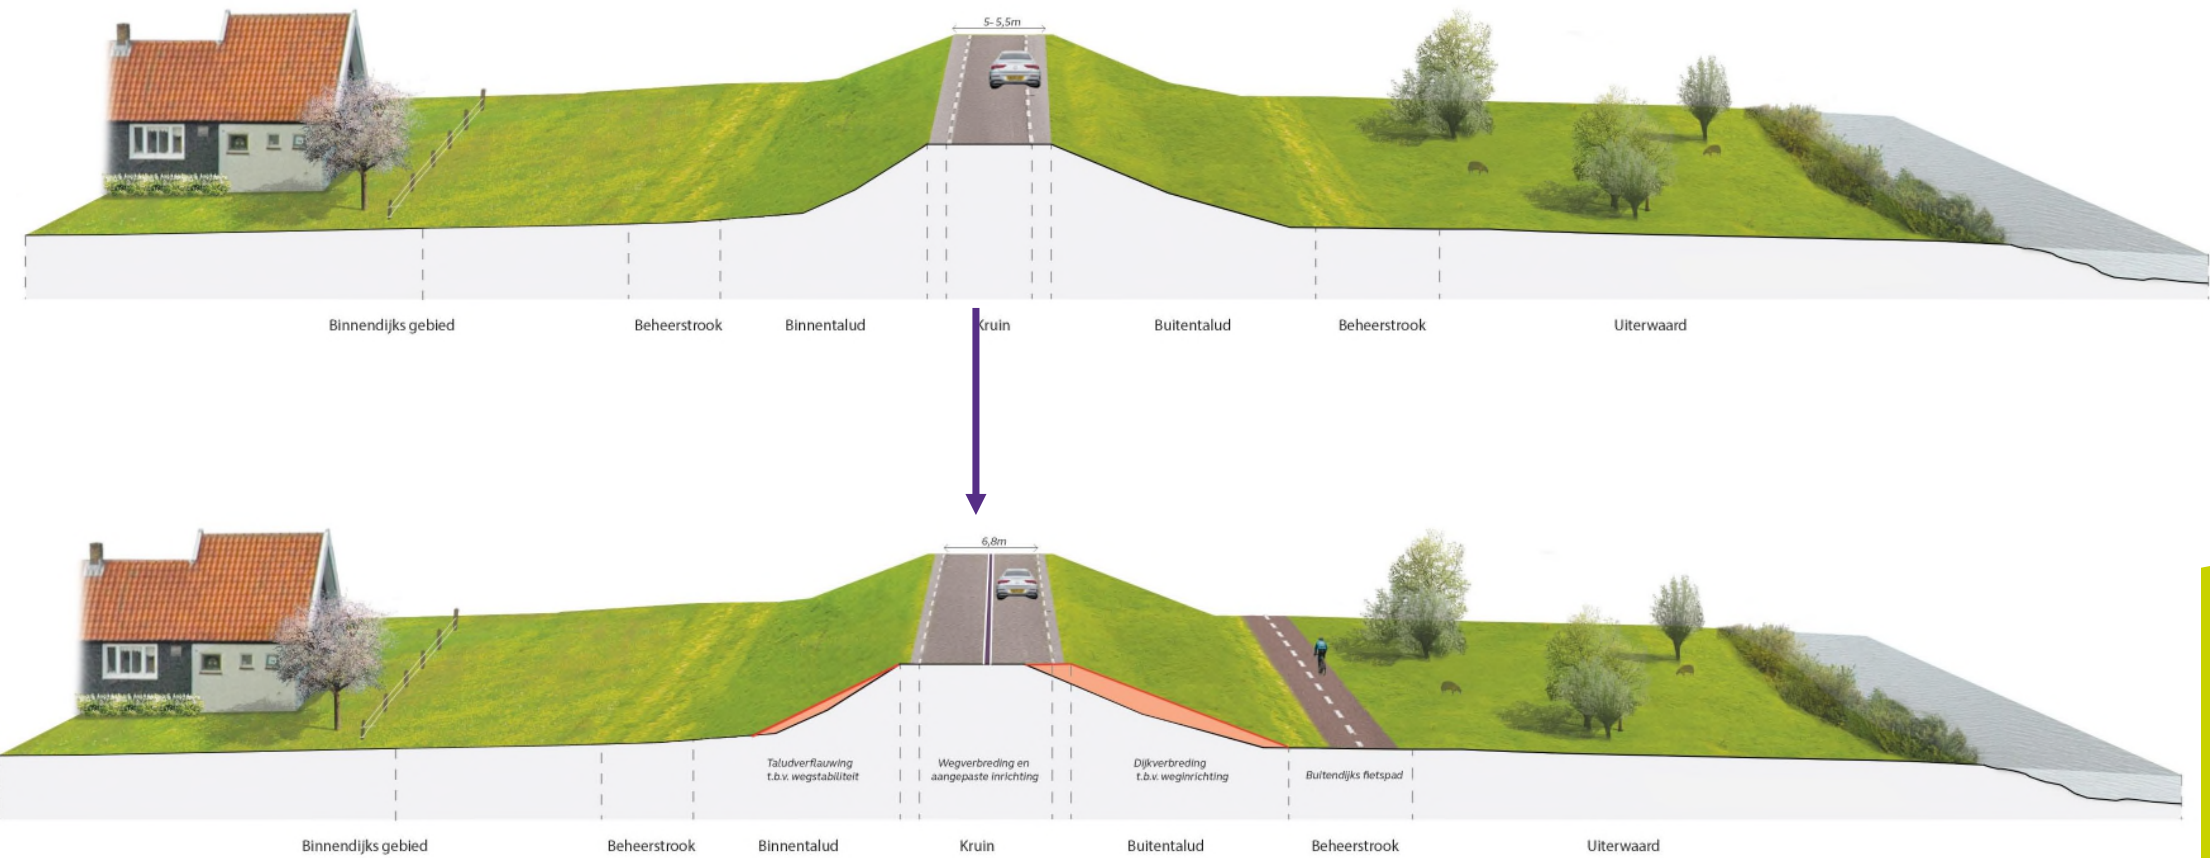 5-5,5m
Binnendijks gebied
Beheerstrook
Binnentalud
Kruin
Buitentalud
Beheerstrook
Uiterwaard
6,8m
Taludverflauwing
t.b.v. wegstabiliteit
Wegverbreding en
aangepaste inrichting
Dijkverbreding
t.b.v. weginrichting
Buitendijks fietspad
Binnendijks gebied
Beheerstrook
Binnentalud
Kruin
Buitentalud
Beheerstrook
Uiterwaard